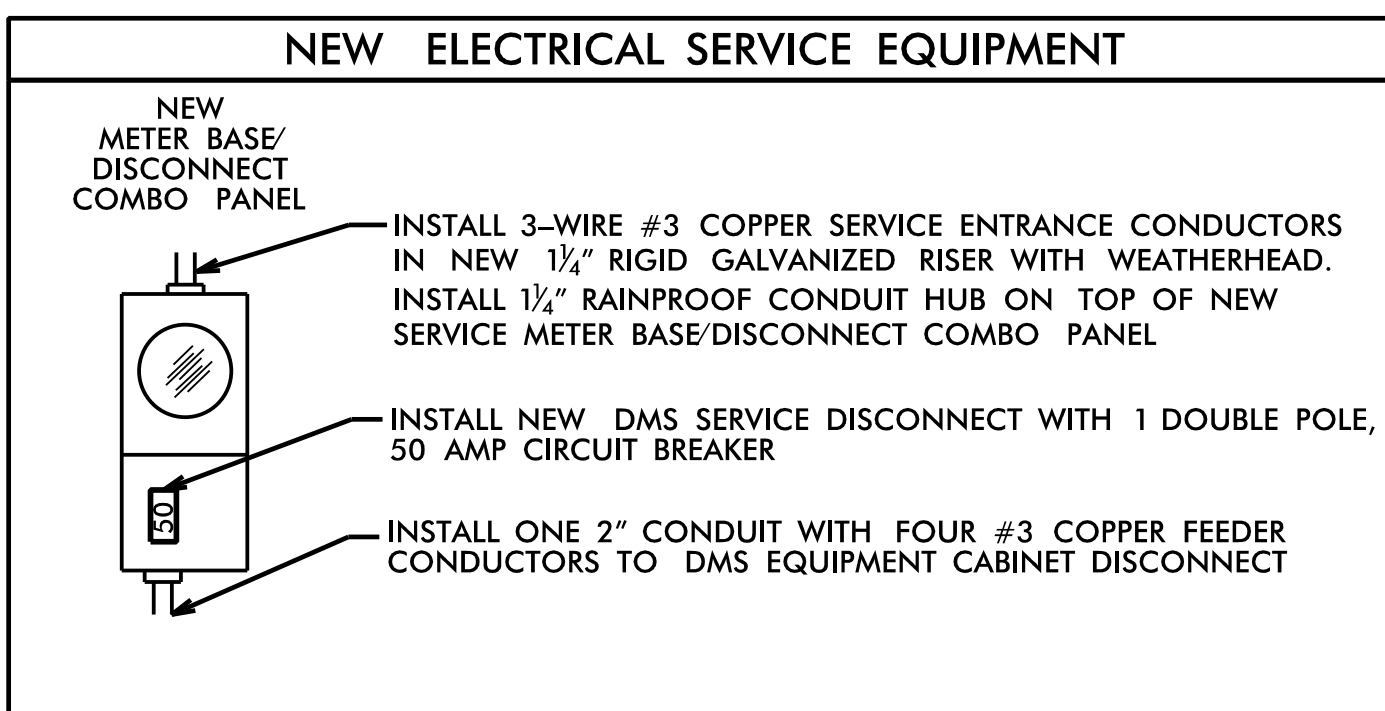 NEW ELECTRICAL SERVICE EQUIPMENT
NEW
METER BASE/
DISCONNECT
COMBO PANEL
INSTALL 3–WIRE #3 COPPER SERVICE ENTRANCE CONDUCTORS
IN NEW 1¼" RIGID GALVANIZED RISER WITH WEATHERHEAD.
INSTALL 1¼" RAINPROOF CONDUIT HUB ON TOP OF NEW
SERVICE METER BASE/DISCONNECT COMBO PANEL
INSTALL NEW DMS SERVICE DISCONNECT WITH 1 DOUBLE POLE,
50 AMP CIRCUIT BREAKER
50
INSTALL ONE 2" CONDUIT WITH FOUR #3 COPPER FEEDER
CONDUCTORS TO DMS EQUIPMENT CABINET DISCONNECT